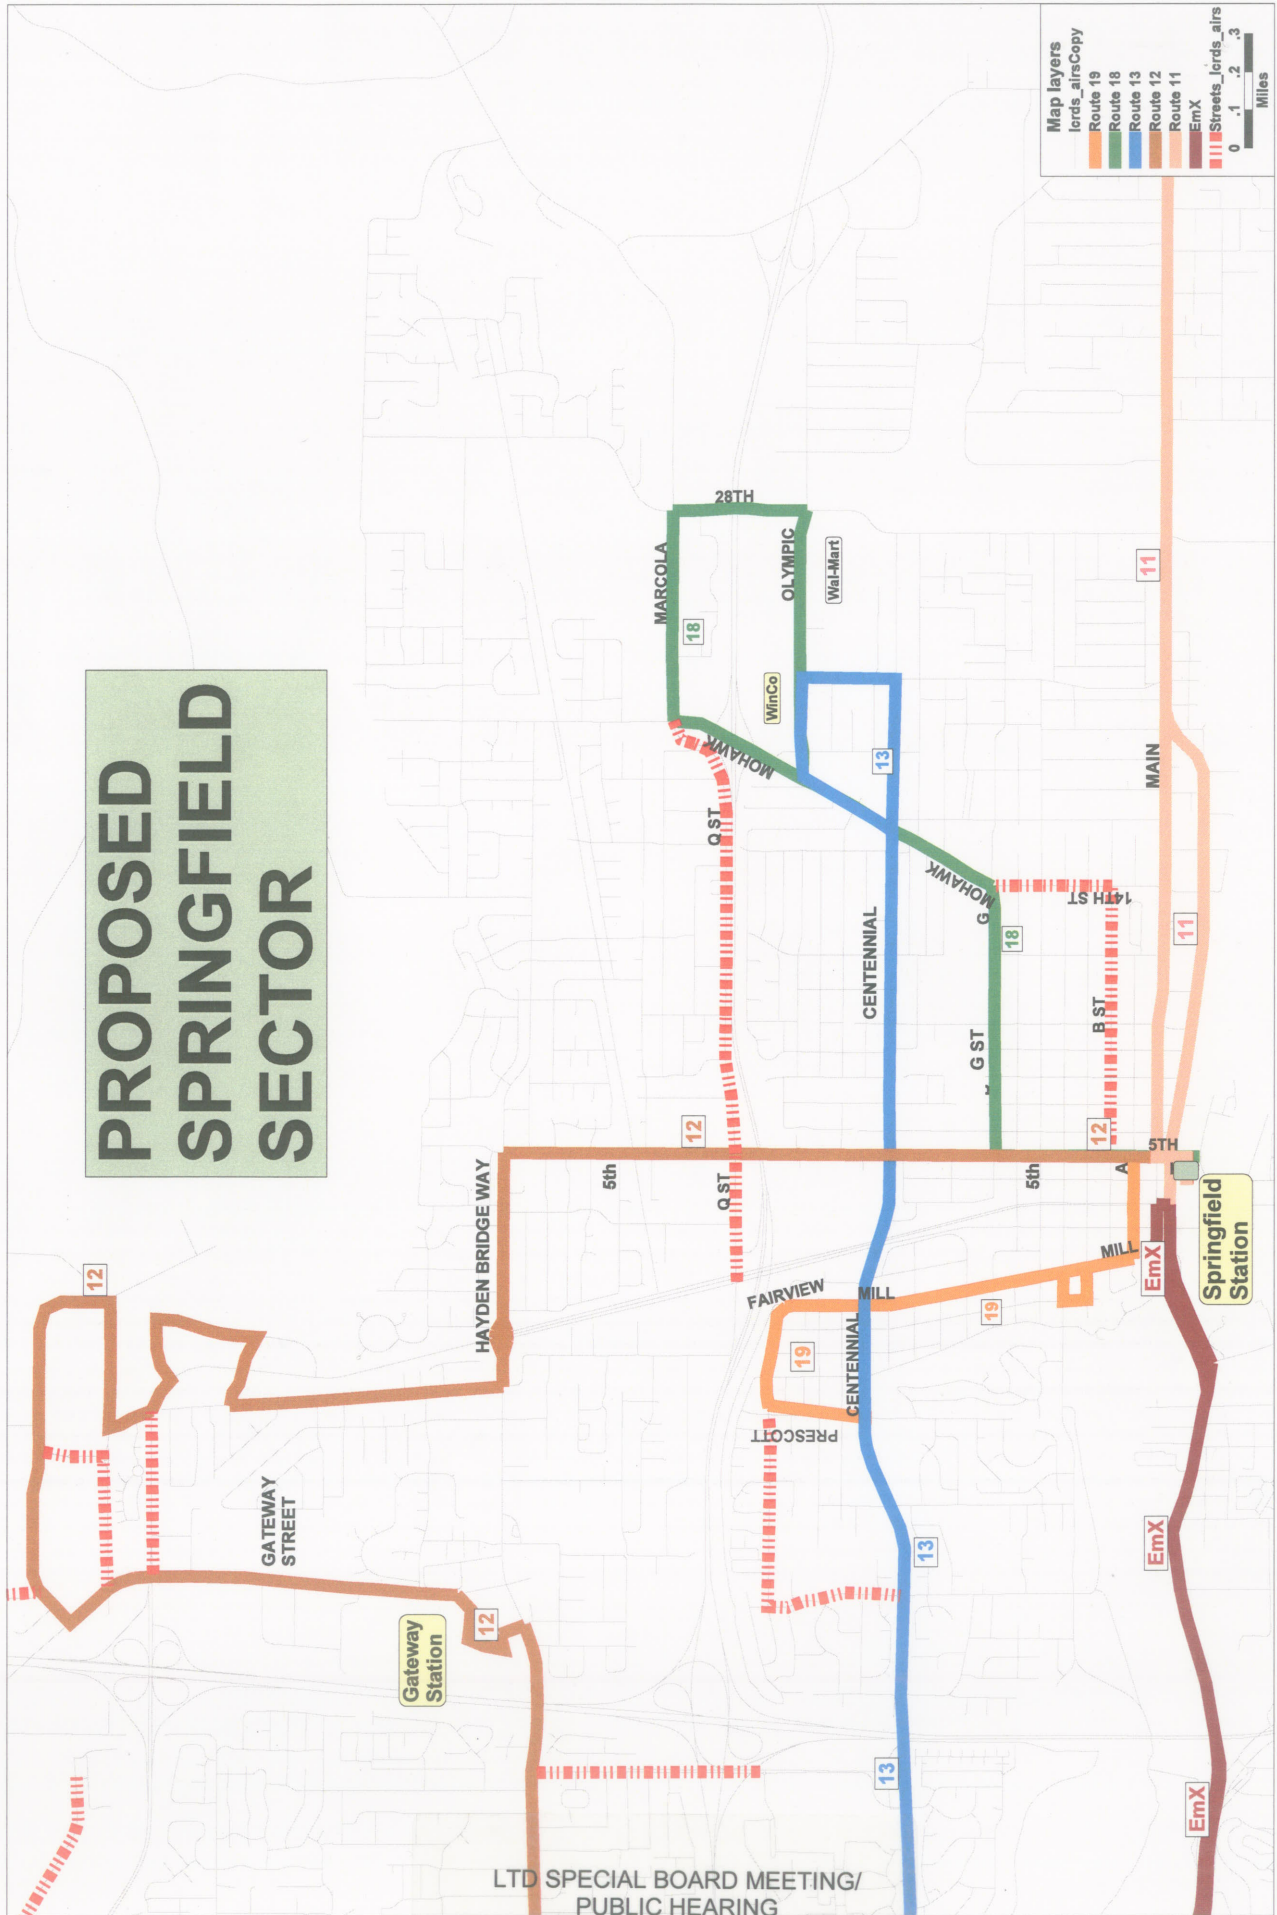 PROPOSED
SPRINGFIELD
SECTOR
Map layers
lcrds_airsCopy
Route 19
Route 18
Route 13
Route 12
Route 11
EmX
Streets_lcrds_airs
0 .1 .2 .3
Miles
28TH
MARCOLA
18
OLYMPIC
Wal-Mart
WinCo
MOHAWK
13
Q ST
11
MAIN
CENTENNIAL
MOHAWK
G
14TH ST
18
11
G ST
B ST
12
12
5TH
5th
5th
A
Q ST
HAYDEN BRIDGE WAY
Springfield
Station
MILL
EmX
12
FAIRVIEW
MILL
19
19
CENTENNIAL
PRESCOTT
GATEWAY
STREET
13
EmX
Gateway
Station
12
13
EmX
LTD SPECIAL BOARD MEETING/
PUBLIC HEARING